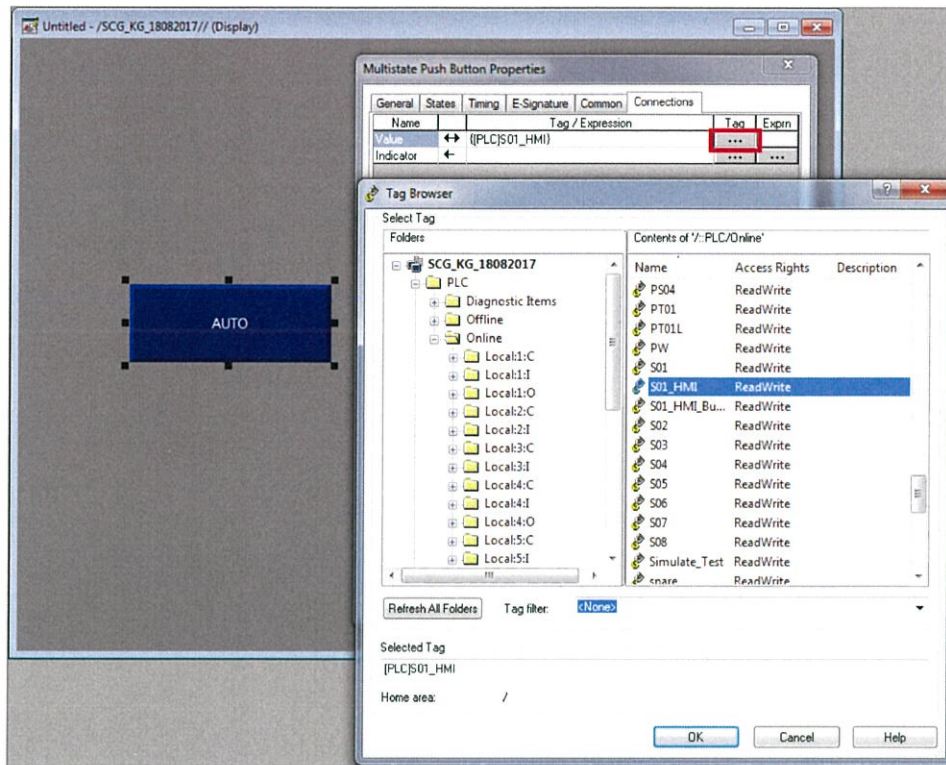 Untitled - /SCG_KG_18082017// (Display)
Multistate Push Button Properties
General States Timing E-Signature Common Connections
Name Tag / Expression Tag Exprn
Value ↔ {[PLC]S01_HMI} ...
Indicator ← ... ...
AUTO
Tag Browser
Select Tag
Folders
SCG_KG_18082017
PLC
Diagnostic Items
Offline
Online
Local:1:C
Local:1:I
Local:1:O
Local:2:C
Local:2:I
Local:3:C
Local:3:I
Local:4:C
Local:4:I
Local:4:O
Local:5:C
Local:5:I
Contents of '/::PLC/Online'
Name Access Rights Description
PS04 ReadWrite
PT01 ReadWrite
PT01L ReadWrite
PW ReadWrite
S01 ReadWrite
S01_HMI ReadWrite
S01_HMI_Bu... ReadWrite
S02 ReadWrite
S03 ReadWrite
S04 ReadWrite
S05 ReadWrite
S06 ReadWrite
S07 ReadWrite
S08 ReadWrite
Simulate_Test ReadWrite
spare ReadWrite
Refresh All Folders Tag filter: <None>
Selected Tag
[PLC]S01_HMI
Home area: /
OK Cancel Help